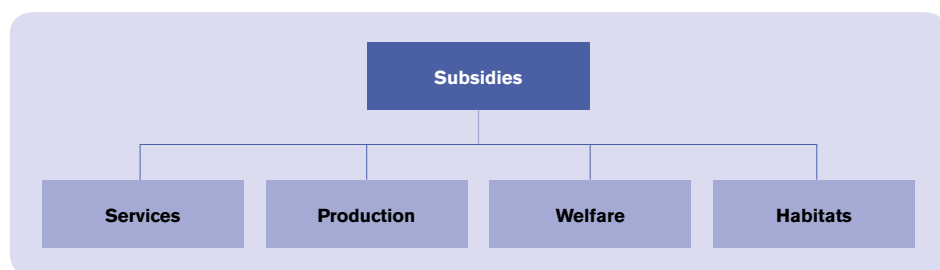 Subsidies
Services
Production
Welfare
Habitats